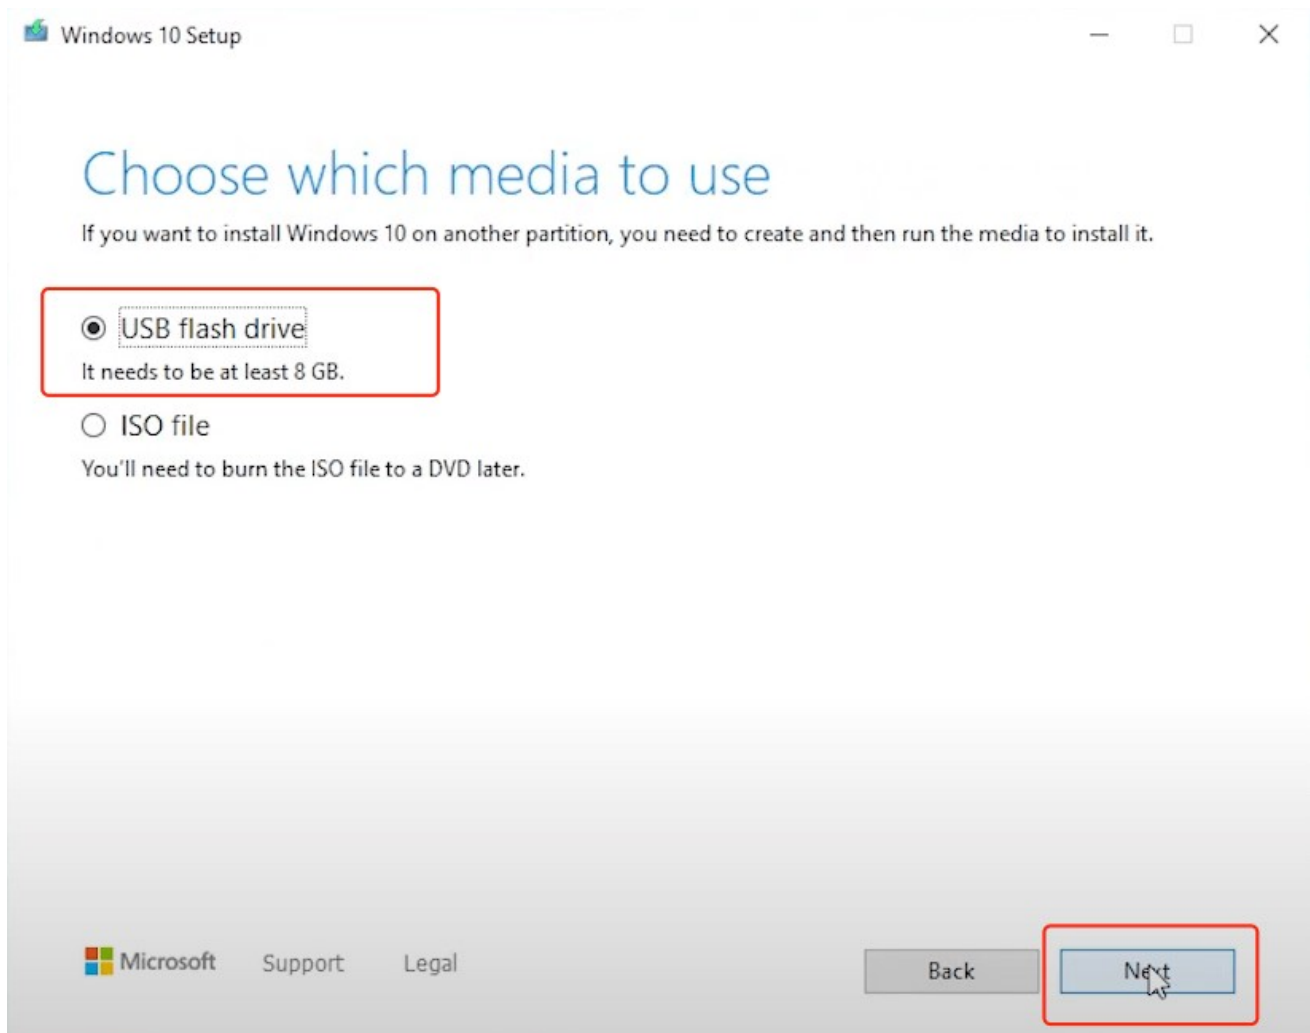 Windows 10 Setup
Choose which media to use
If you want to install Windows 10 on another partition, you need to create and then run the media to install it.
USB flash drive
It needs to be at least 8 GB.
ISO file
You'll need to burn the ISO file to a DVD later.
Microsoft Support Legal Back Next